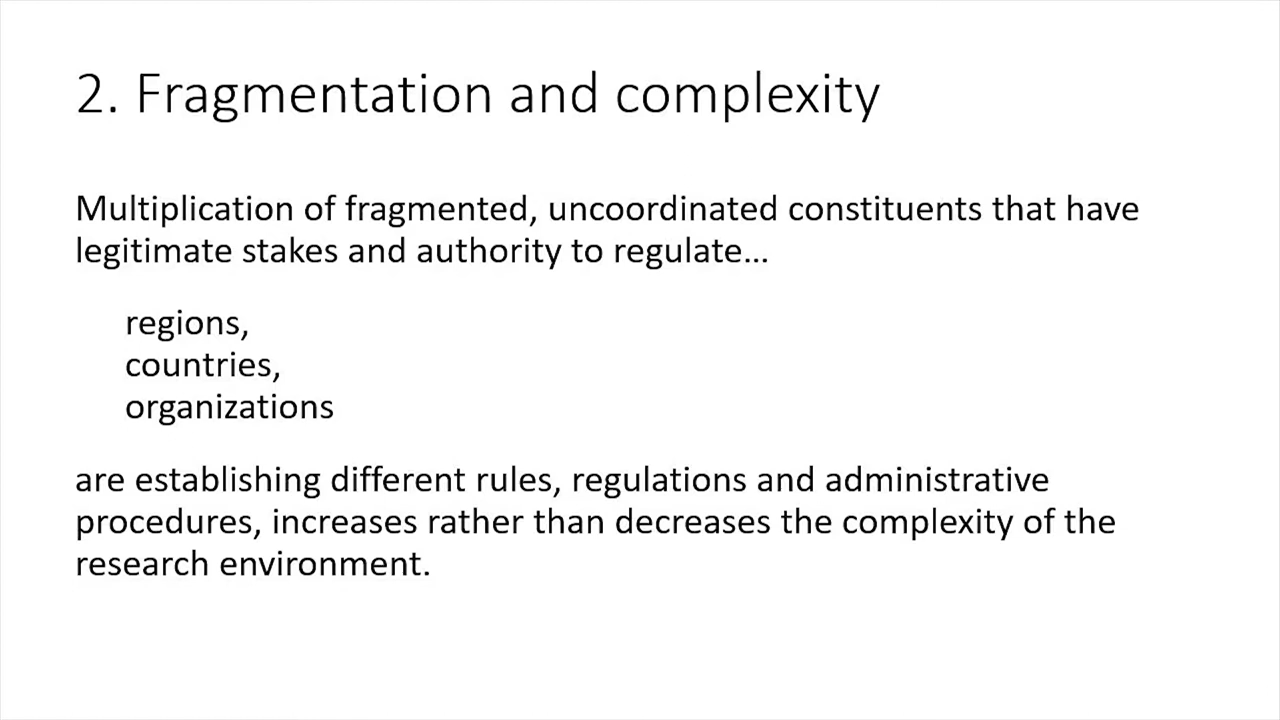 2. Fragmentation and complexity
Multiplication of fragmented, uncoordinated constituents that have
legitimate stakes and authority to regulate…
regions,
countries,
organizations
are establishing different rules, regulations and administrative
procedures, increases rather than decreases the complexity of the
research environment.